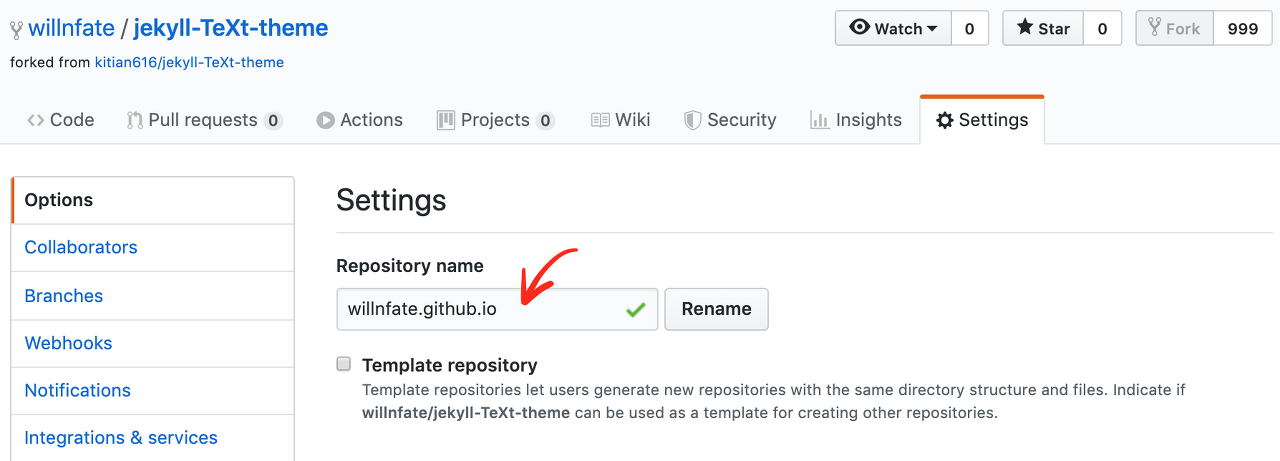 willnfate / jekyll-TeXt-theme
Watch 0 Star 0 Fork 999
forked from kitian616/jekyll-TeXt-theme
Code Pull requests 0 Actions Projects 0 Wiki Security Insights Settings
Options
Collaborators
Branches
Webhooks
Notifications
Integrations & services
Settings
Repository name
willnfate.github.io Rename
Template repository
Template repositories let users generate new repositories with the same directory structure and files. Indicate if
willnfate/jekyll-TeXt-theme can be used as a template for creating other repositories.